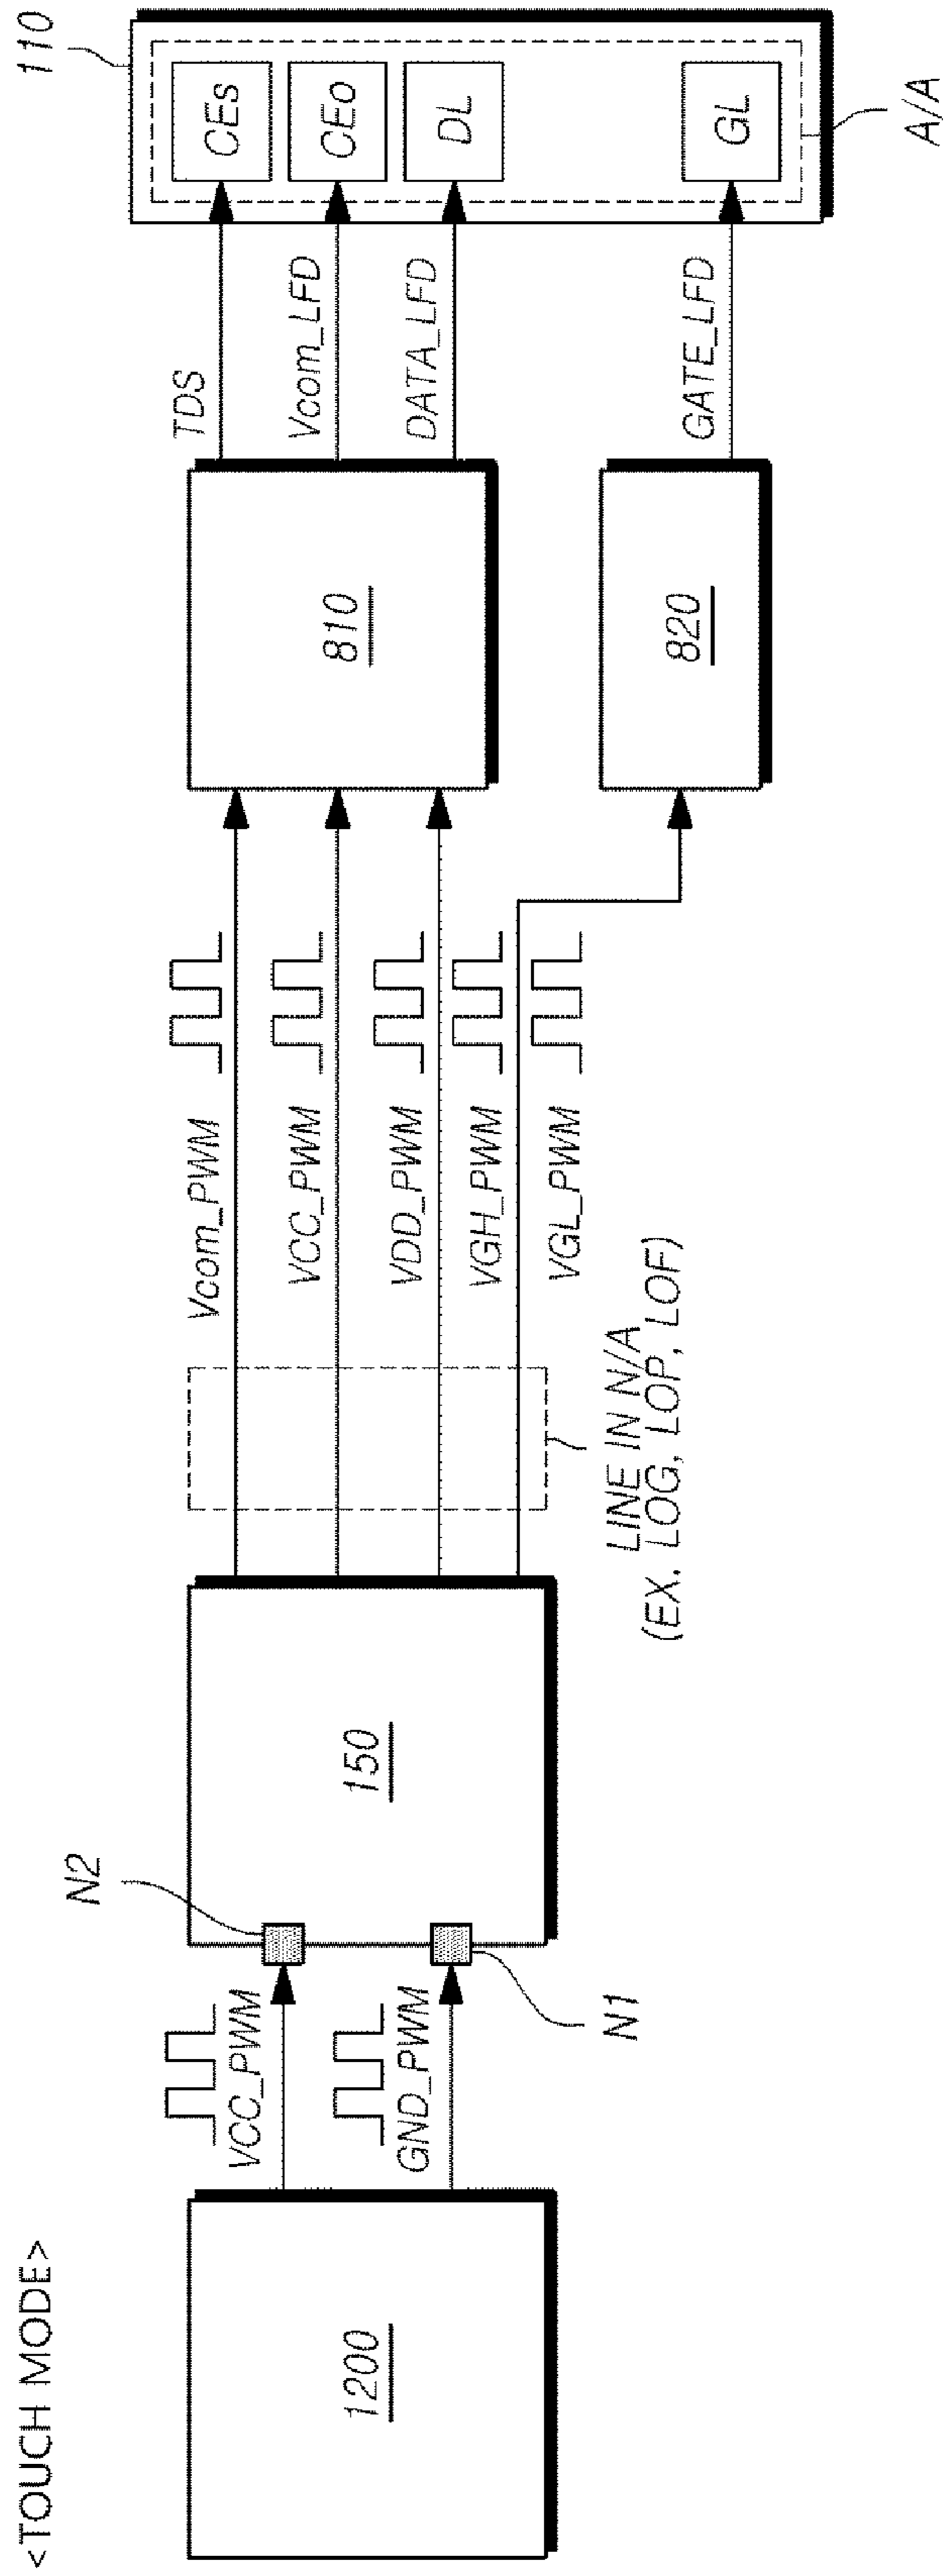 <TOUCH MODE>
1200
VCC_PWM
GND_PWM
N2
N1
150
LINE IN N/A
(EX. LOG, LOP, LOF)
Vcom_PWM
VCC_PWM
VDD_PWM
VGH_PWM
VGL_PWM
810
820
TDS
Vcom_LFD
DATA_LFD
GATE_LFD
110
CEs
CEo
DL
GL
A/A